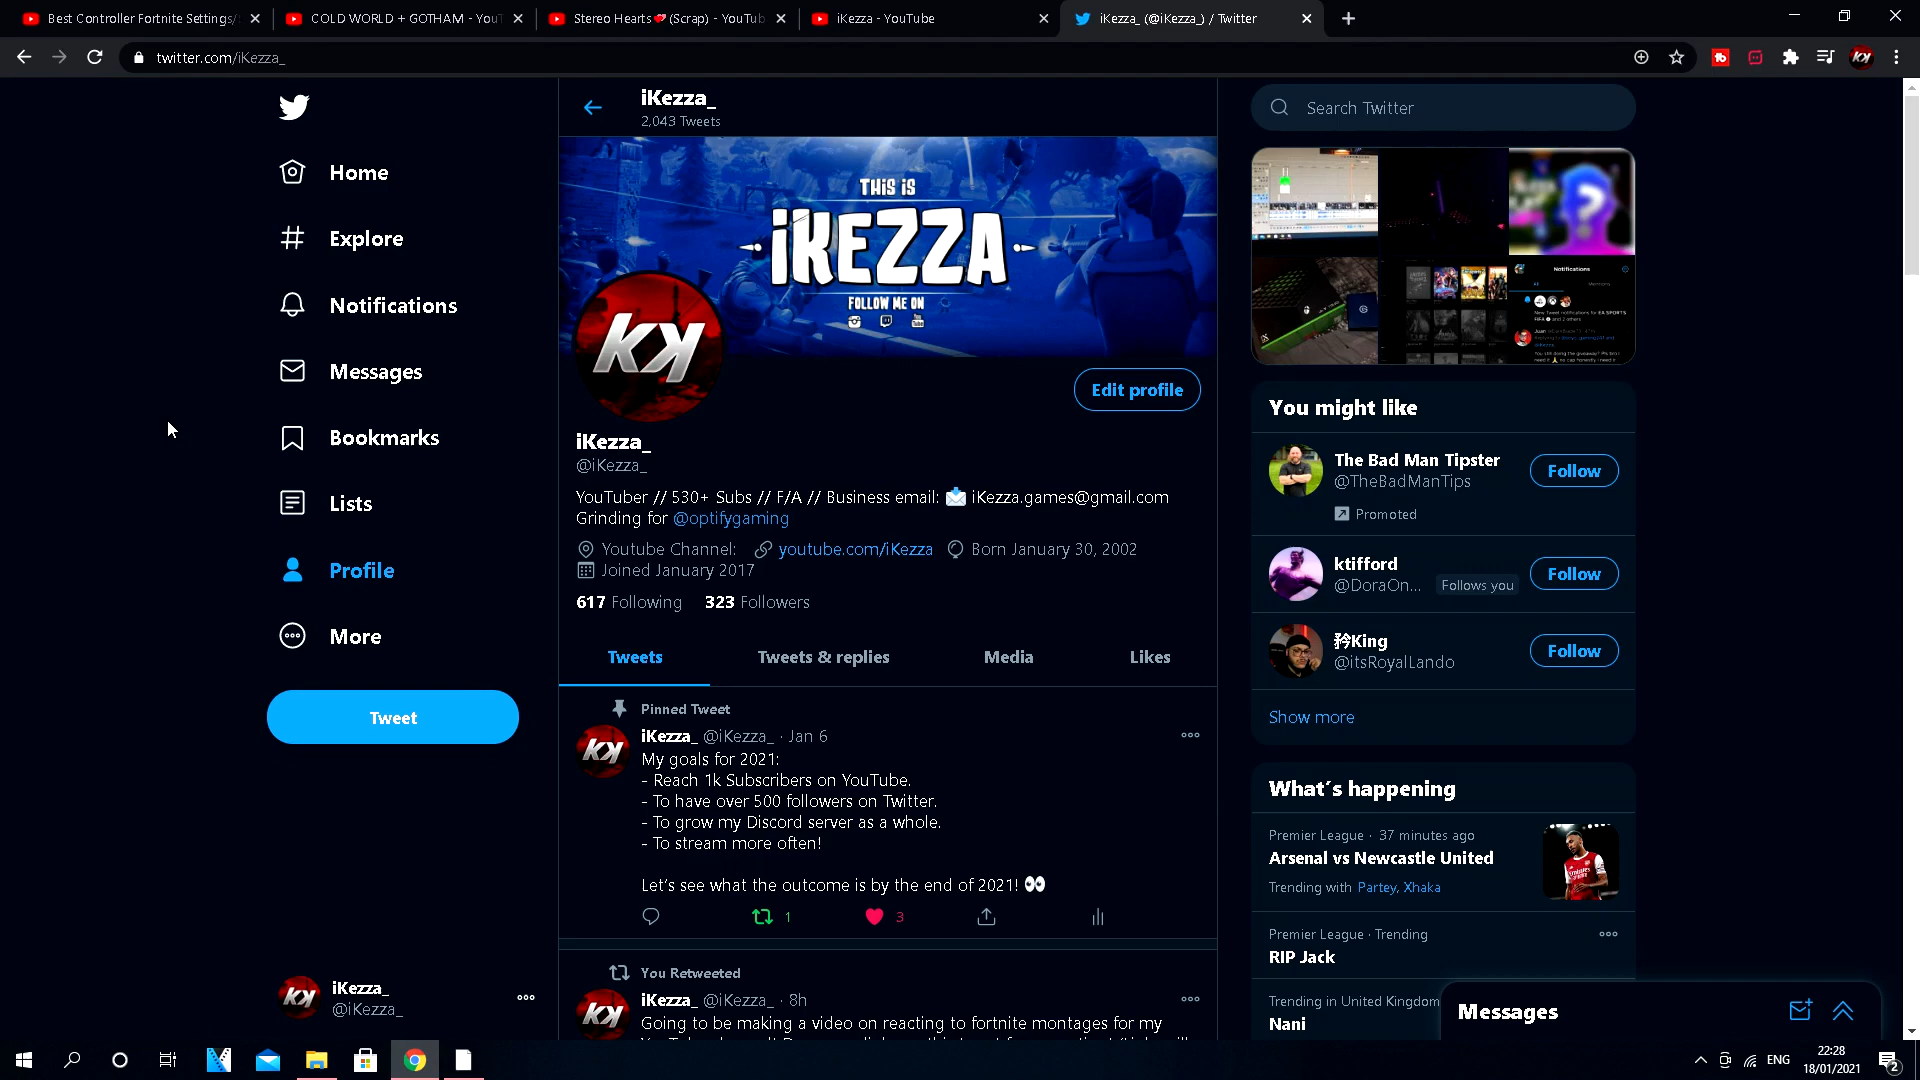 Best Controller Fortnite Settings/
COLD WORLD + GOTHAM - YouT
Stereo Hearts❤(Scrap) - YouTub
iKezza - YouTube
iKezza_ (@iKezza_) / Twitter
twitter.com/iKezza_
Home
Explore
Notifications
Messages
Bookmarks
Lists
Profile
More
Tweet
iKezza_
@iKezza_
iKezza_
2,043 Tweets
THIS IS
iKEZZA
FOLLOW ME ON
KK
Edit profile
iKezza_
@iKezza_
YouTuber // 530+ Subs // F/A // Business email: 📩 iKezza.games@gmail.com
Grinding for @optifygaming
Youtube Channel: youtube.com/iKezza Born January 30, 2002
Joined January 2017
617 Following 323 Followers
Tweets Tweets & replies Media Likes
Pinned Tweet
iKezza_ @iKezza_ · Jan 6
My goals for 2021:
- Reach 1k Subscribers on YouTube.
- To have over 500 followers on Twitter.
- To grow my Discord server as a whole.
- To stream more often!
Let's see what the outcome is by the end of 2021! 👀
1 3
You Retweeted
iKezza_ @iKezza_ · 8h
Going to be making a video on reacting to fortnite montages for my
Search Twitter
Notifications
You might like
The Bad Man Tipster
@TheBadManTips
Follow
Promoted
ktifford
@DoraOn... Follows you
Follow
矜King
@itsRoyalLando
Follow
Show more
What's happening
Premier League · 37 minutes ago
Arsenal vs Newcastle United
Trending with Partey, Xhaka
Premier League · Trending
RIP Jack
Trending in United Kingdom
Nani
Messages
ENG
22:28
18/01/2021
2